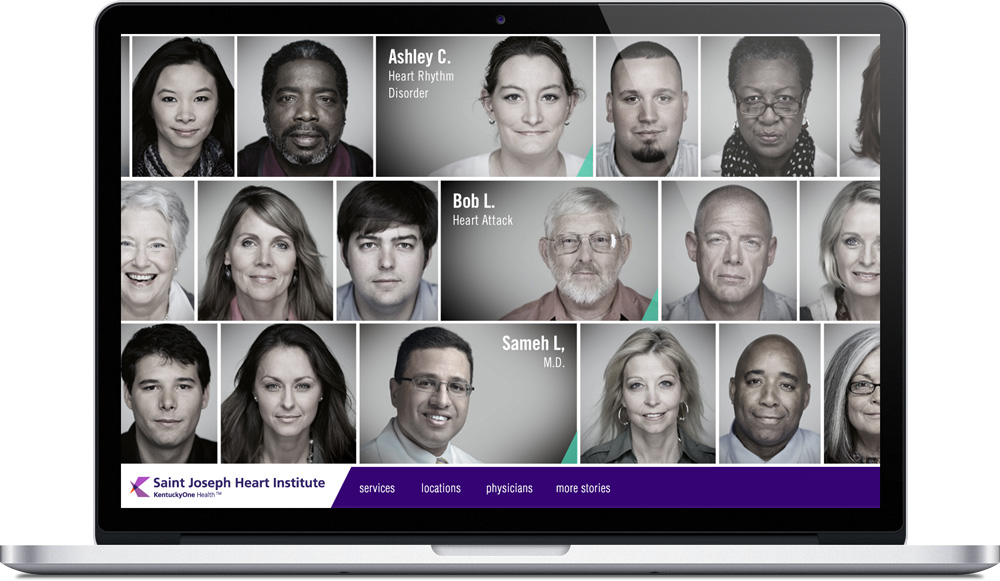 Ashley C.
Heart Rhythm
Disorder
Bob L.
Heart Attack
Sameh L,
M.D.
Saint Joseph Heart Institute
KentuckyOne Health™
services
locations
physicians
more stories